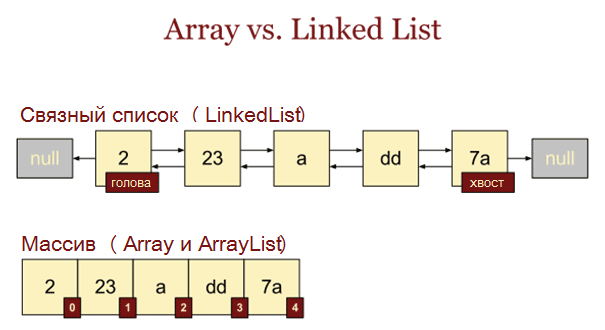 Array vs. Linked List
Связный список ( LinkedList)
null 2 23 a dd 7a null
голова хвост
Массив ( Array и ArrayList)
2 23 a dd 7a
0 1 2 3 4